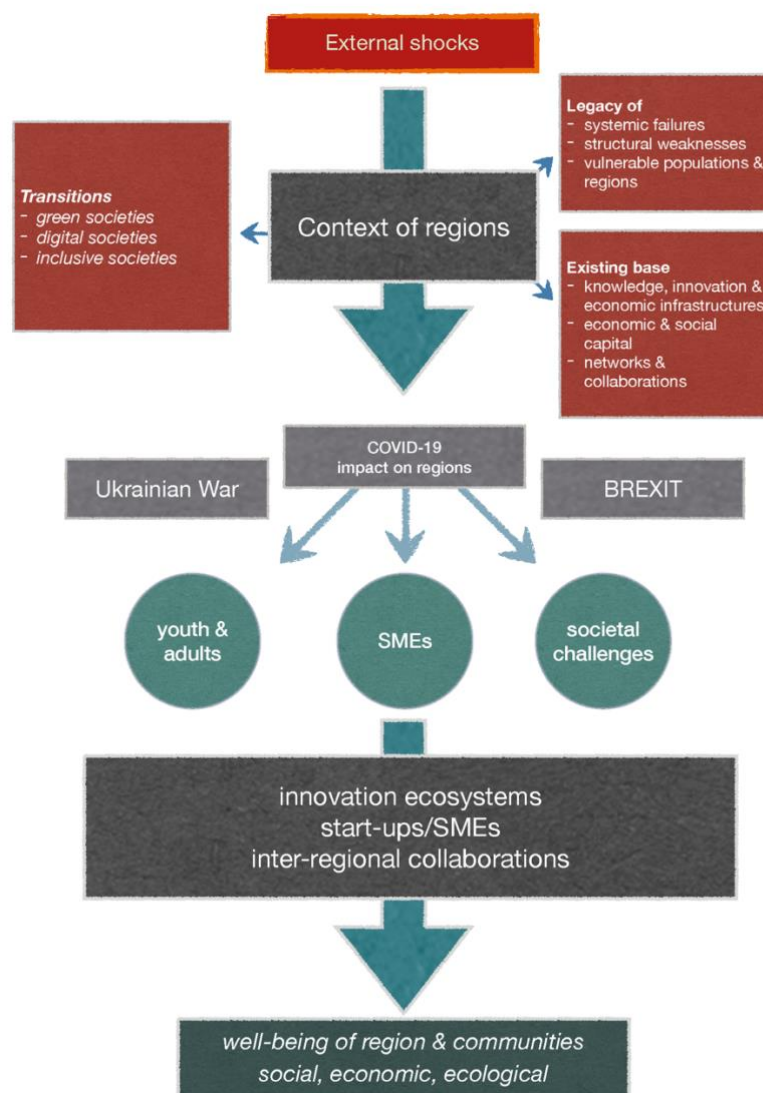 External shocks
Legacy of
- systemic failures
- structural weaknesses
- vulnerable populations &
regions
Transitions
- green societies
- digital societies
- inclusive societies
Context of regions
Existing base
- knowledge, innovation &
economic infrastructures
- economic & social
capital
- networks &
collaborations
COVID-19
impact on regions
Ukrainian War
BREXIT
youth &
adults
SMEs
societal
challenges
innovation ecosystems
start-ups/SMEs
inter-regional collaborations
well-being of region & communities
social, economic, ecological